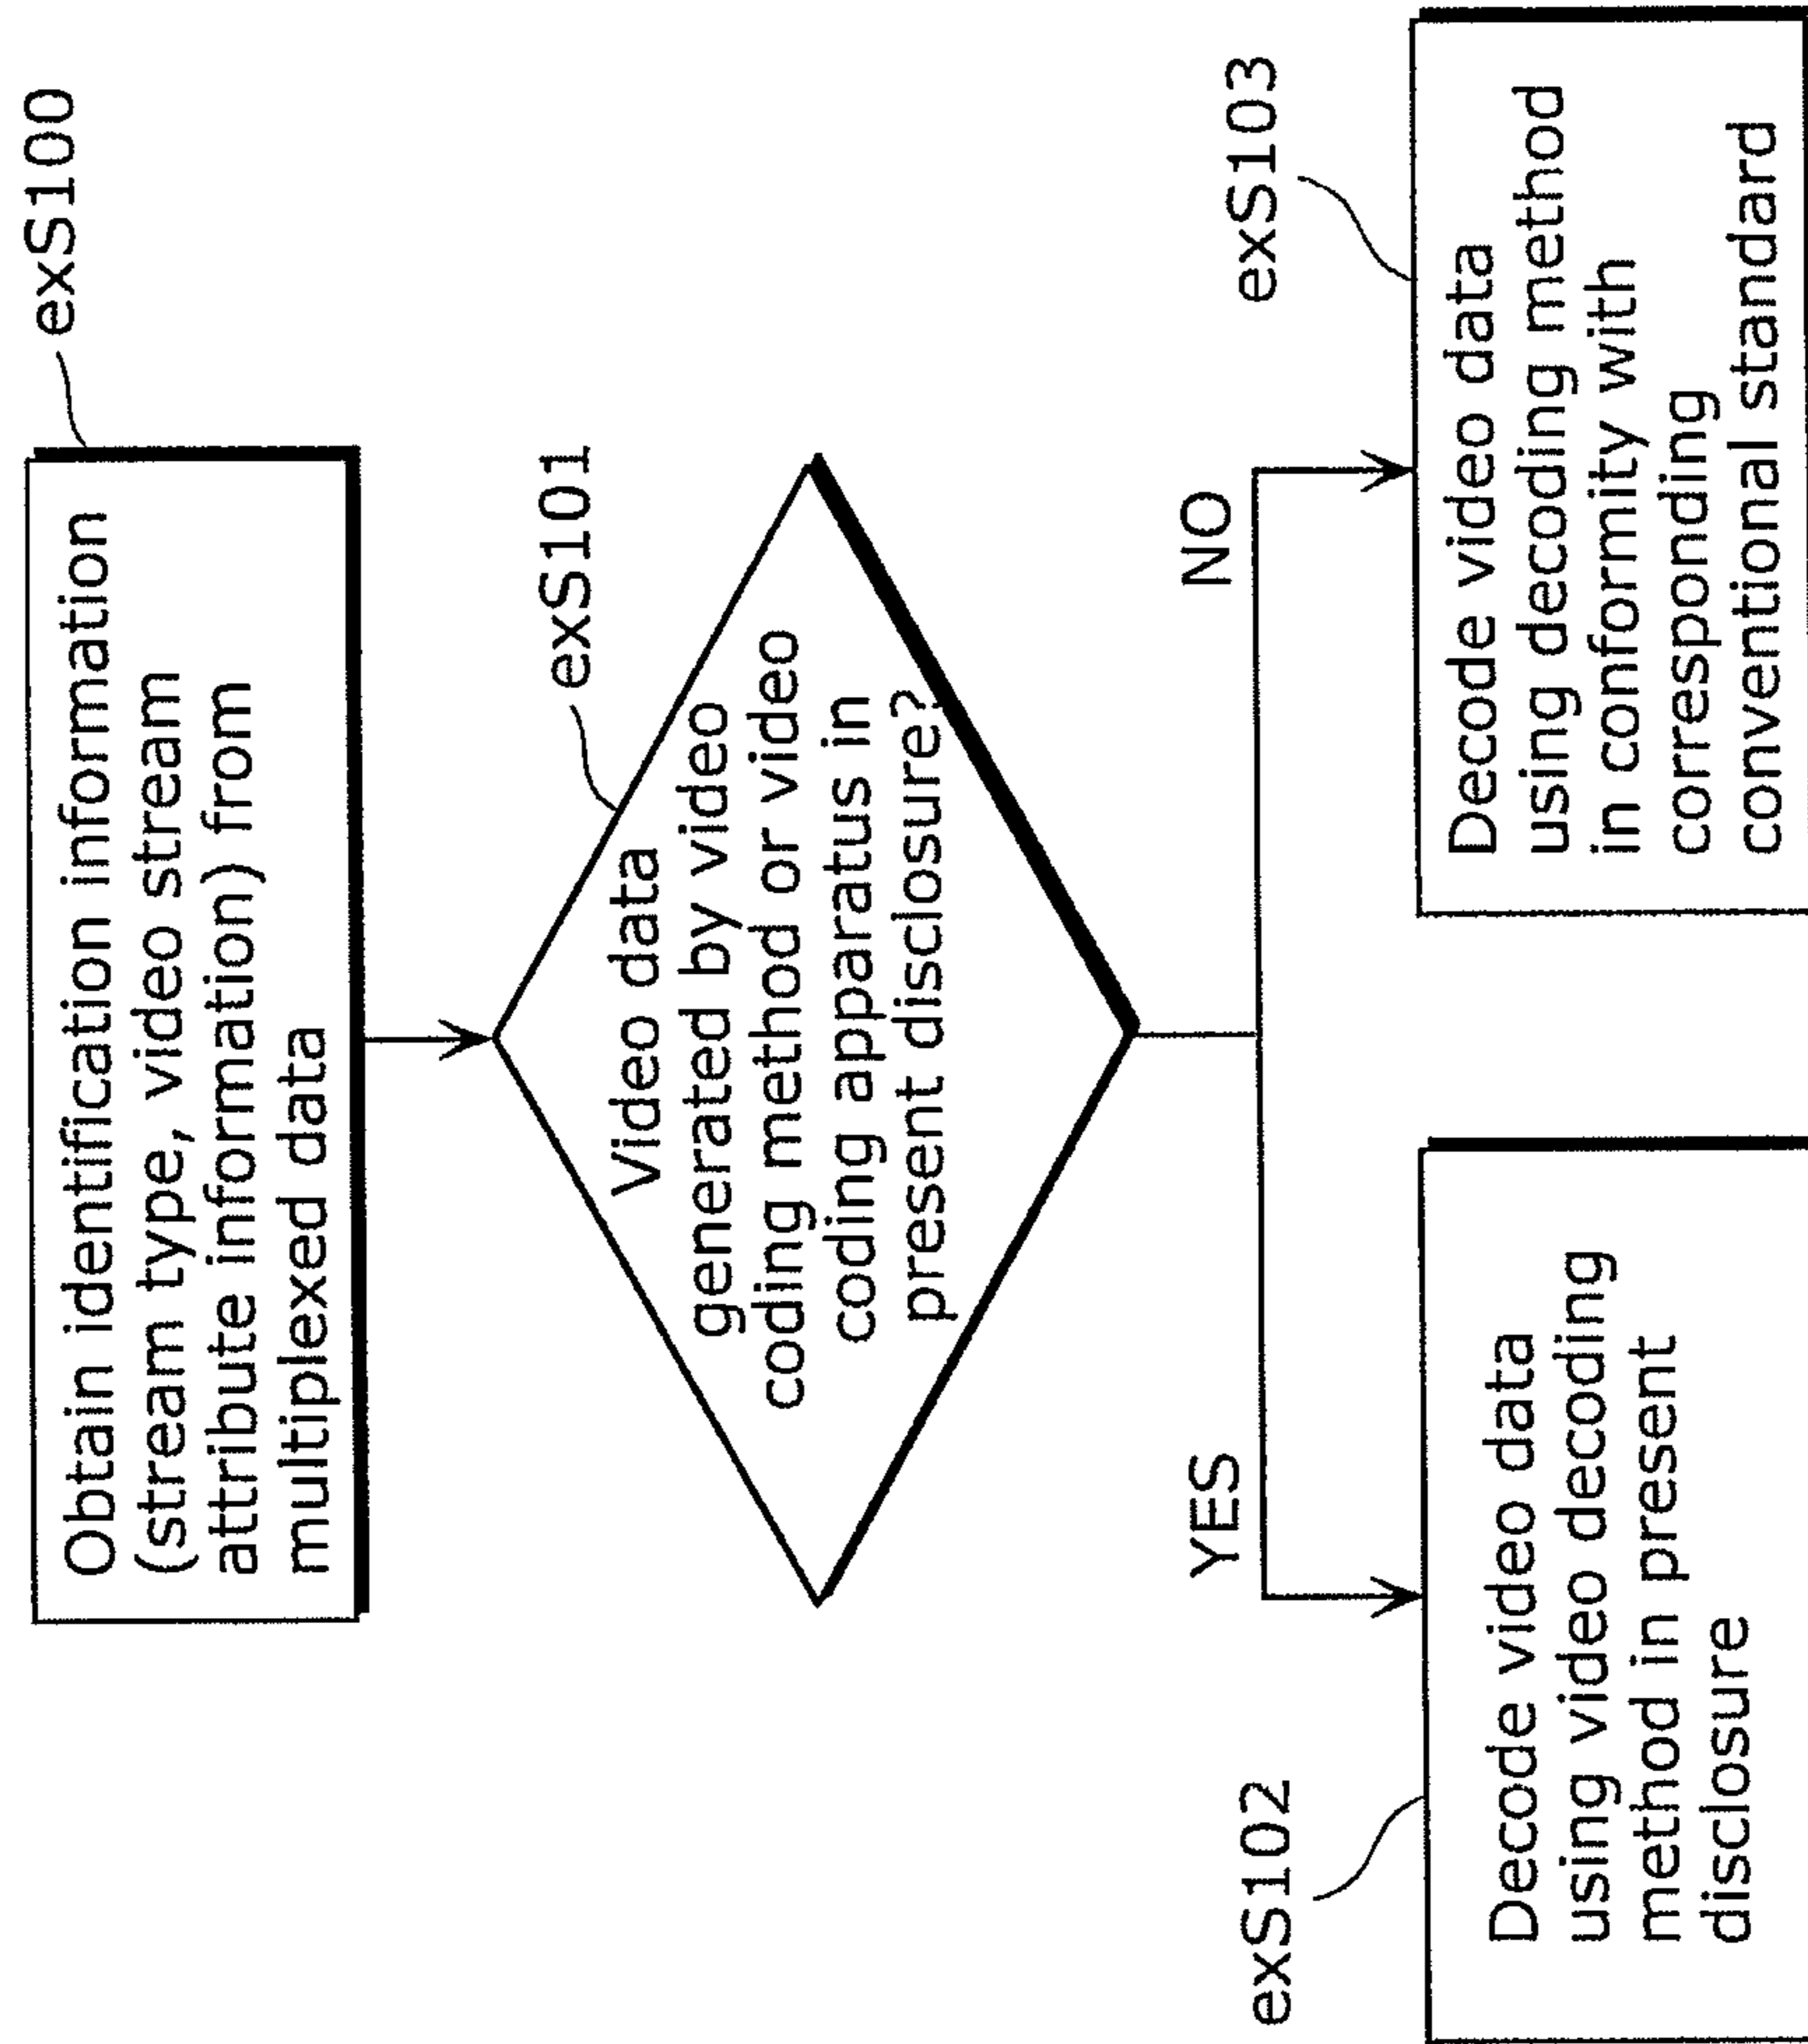 exS100
Obtain identification information
(stream type, video stream
attribute information) from
multiplexed data
exS101
Video data
generated by video
coding method or video
coding apparatus in
present disclosure?
YES
NO
exS102
Decode video data
using video decoding
method in present
disclosure
exS103
Decode video data
using decoding method
in conformity with
corresponding
conventional standard